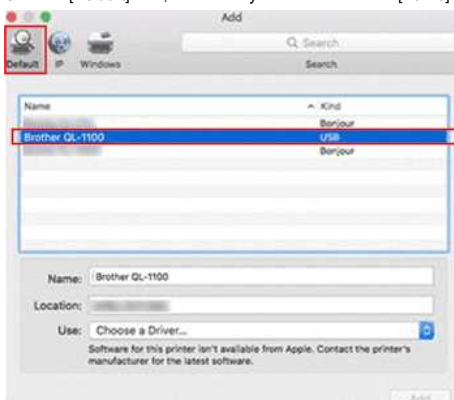 Add
Search
Default IP Windows Search
Name Kind
Bonjour
Brother QL-1100 USB
Bonjour
Name: Brother QL-1100
Location:
Use: Choose a Driver...
Software for this printer isn't available from Apple. Contact the printer's
manufacturer for the latest software.
Add